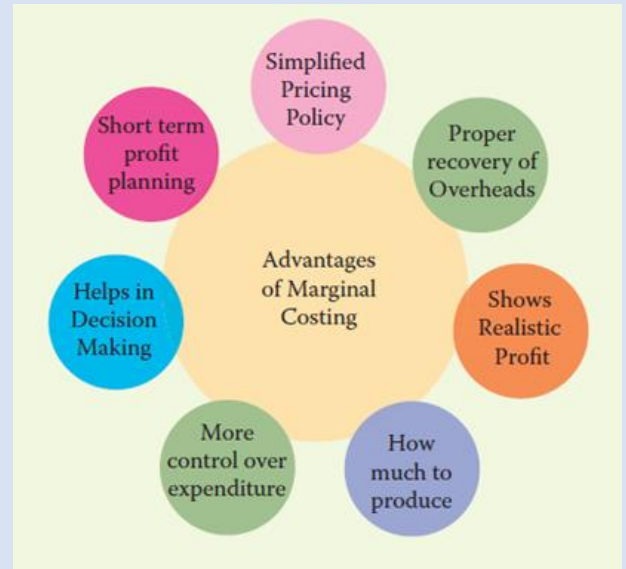 Simplified
Pricing
Policy
Proper
recovery of
Overheads
Shows
Realistic
Profit
How
much to
produce
More
control over
expenditure
Helps in
Decision
Making
Short term
profit
planning
Advantages
of Marginal
Costing